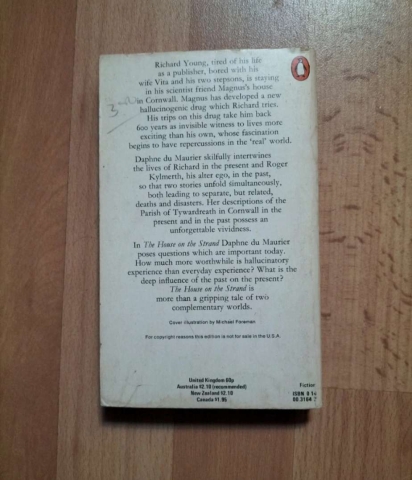 Richard Young, tired of his life
as a publisher, bored with his
wife Vita and his two stepsons, is staying
in his scientist friend Magnus's house
in Cornwall. Magnus has developed a new
hallucinogenic drug which Richard tries.
His trips on this drug take him back
600 years as invisible witness to lives more
exciting than his own, whose fascination
begins to have repercussions in the 'real' world.
Daphne du Maurier skilfully intertwines
the lives of Richard in the present and Roger
Kylmerth, his alter ego, in the past,
so that two stories unfold simultaneously,
both leading to separate, but related,
deaths and disasters. Her descriptions of the
Parish of Tywardreath in Cornwall in the
present and in the past possess an
unforgettable vividness.
In The House on the Strand Daphne du Maurier
poses questions which are important today.
How much more worthwhile is hallucinatory
experience than everyday experience? What is the
deep influence of the past on the present?
The House on the Strand is
more than a gripping tale of two
complementary worlds.
Cover illustration by Michael Foreman
For copyright reasons this edition is not for sale in the U.S.A.
United Kingdom
Australia $2.10 (recommended)
New Zealand $2.10
Canada $1.95
Fiction
ISBN 0 14
00.3164